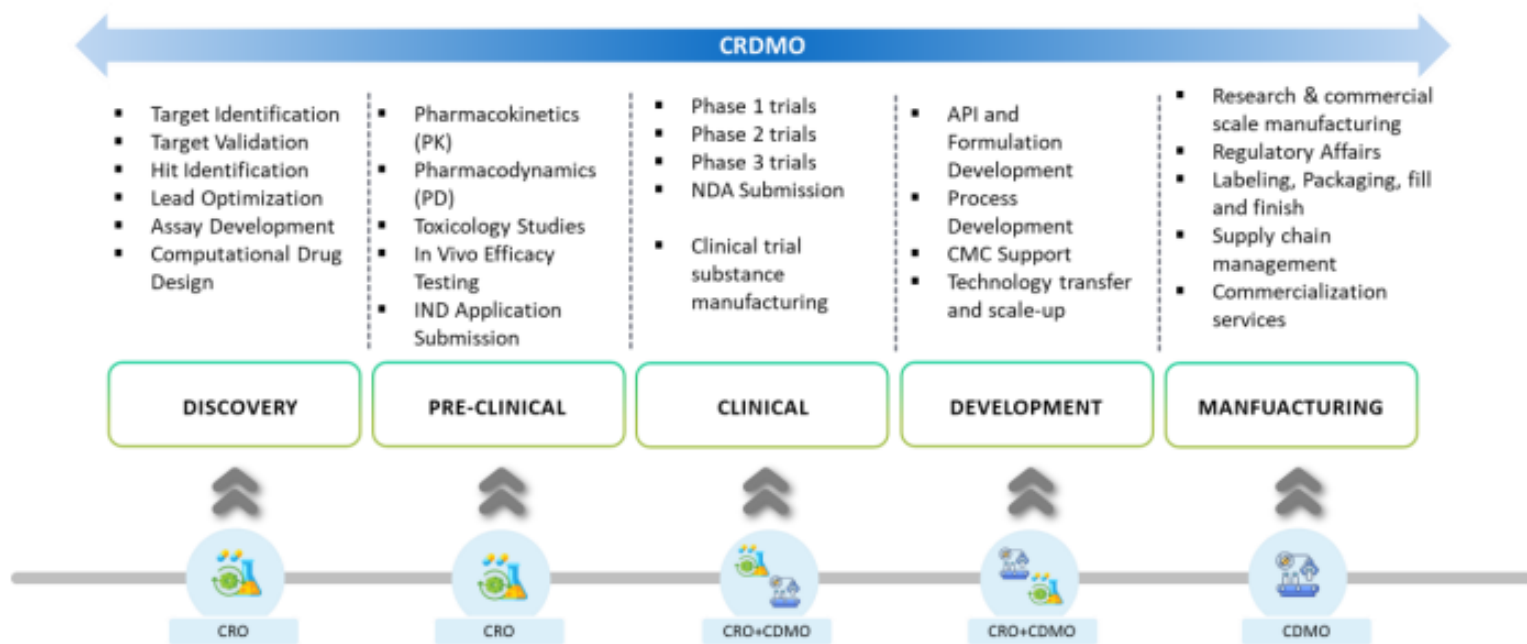 CRDMO
▪ Target Identification
▪ Target Validation
▪ Hit Identification
▪ Lead Optimization
▪ Assay Development
▪ Computational Drug
Design
▪ Pharmacokinetics
(PK)
▪ Pharmacodynamics
(PD)
▪ Toxicology Studies
▪ In Vivo Efficacy
Testing
▪ IND Application
Submission
▪ Phase 1 trials
▪ Phase 2 trials
▪ Phase 3 trials
▪ NDA Submission
▪ Clinical trial
substance
manufacturing
▪ API and
Formulation
Development
▪ Process
Development
▪ CMC Support
▪ Technology transfer
and scale-up
▪ Research & commercial
scale manufacturing
▪ Regulatory Affairs
▪ Labeling, Packaging, fill
and finish
▪ Supply chain
management
▪ Commercialization
services
DISCOVERY
PRE-CLINICAL
CLINICAL
DEVELOPMENT
MANFUACTURING
CRO
CRO
CRO+CDMO
CRO+CDMO
CDMO